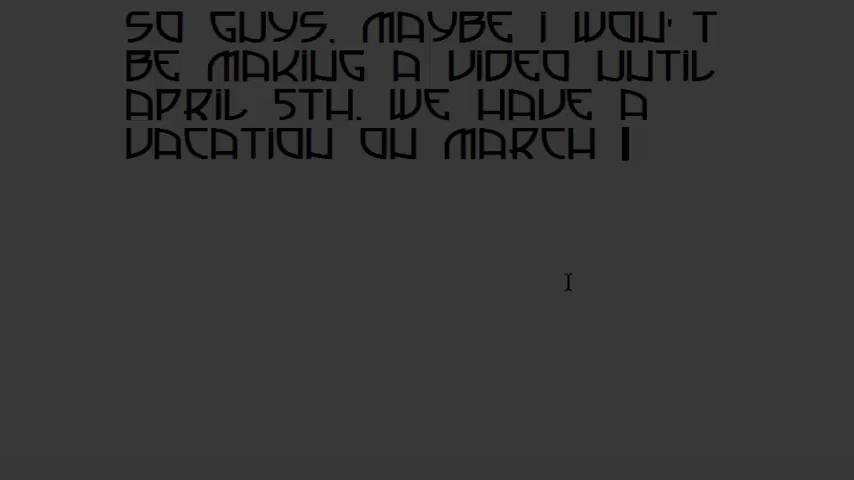 SO GUYS. MAYBE I WON' T
BE MAKING A VIDEO UNTIL
APRIL 5TH. WE HAVE A
VACATION ON MARCH